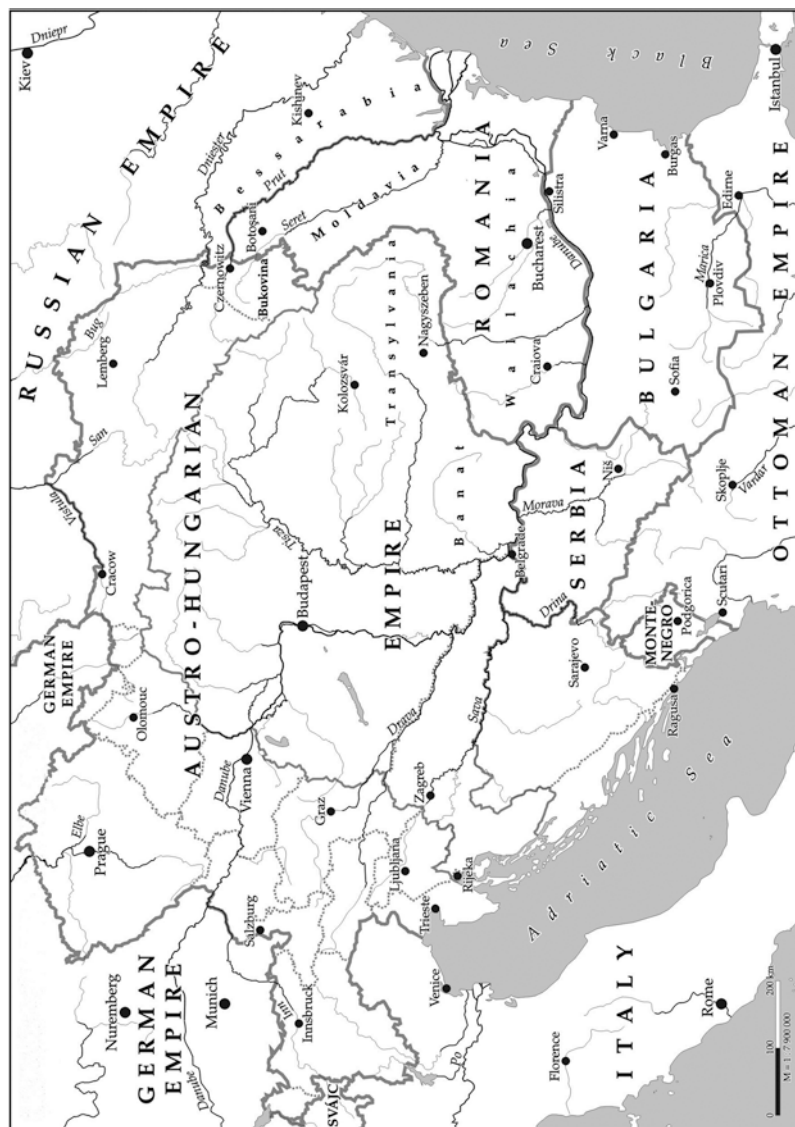 Kiev
Dniepr
RUSSIAN EMPIRE
Nuremberg
Prague
Elbe
GERMAN
EMPIRE
Olomouc
Cracow
Vistula
San
Lemberg
Bug
Dniester
Kishinev
Bessarabia
Prut
Czernowitz
Botoşani
Seret
Moldavia
Bukovina
GERMAN
EMPIRE
Danube
Munich
Salzburg
Danube
Vienna
AUSTRO-HUNGARIAN
EMPIRE
Budapest
Tisza
Kolozsvár
Transylvania
Nagyszeben
Inn
Innsbruck
SVÁJC
Graz
Ljubljana
Zagreb
Drava
Banat
ROMANIA
Wallachia
Bucharest
Craiova
Silistra
Danube
Black Sea
Po
Venice
Trieste
Rijeka
Sava
Belgrade
Drina
Morava
SERBIA
Niš
Sarajevo
BULGARIA
Sofia
Varna
Burgas
Marica
Plovdiv
Edirne
Istanbul
Florence
ITALY
Adriatic Sea
Ragusa
MONTE-
NEGRO
Podgorica
Scutari
Skoplje
Vardar
OTTOMAN EMPIRE
Rome
0 100 200 km
M = 1 7 900 000